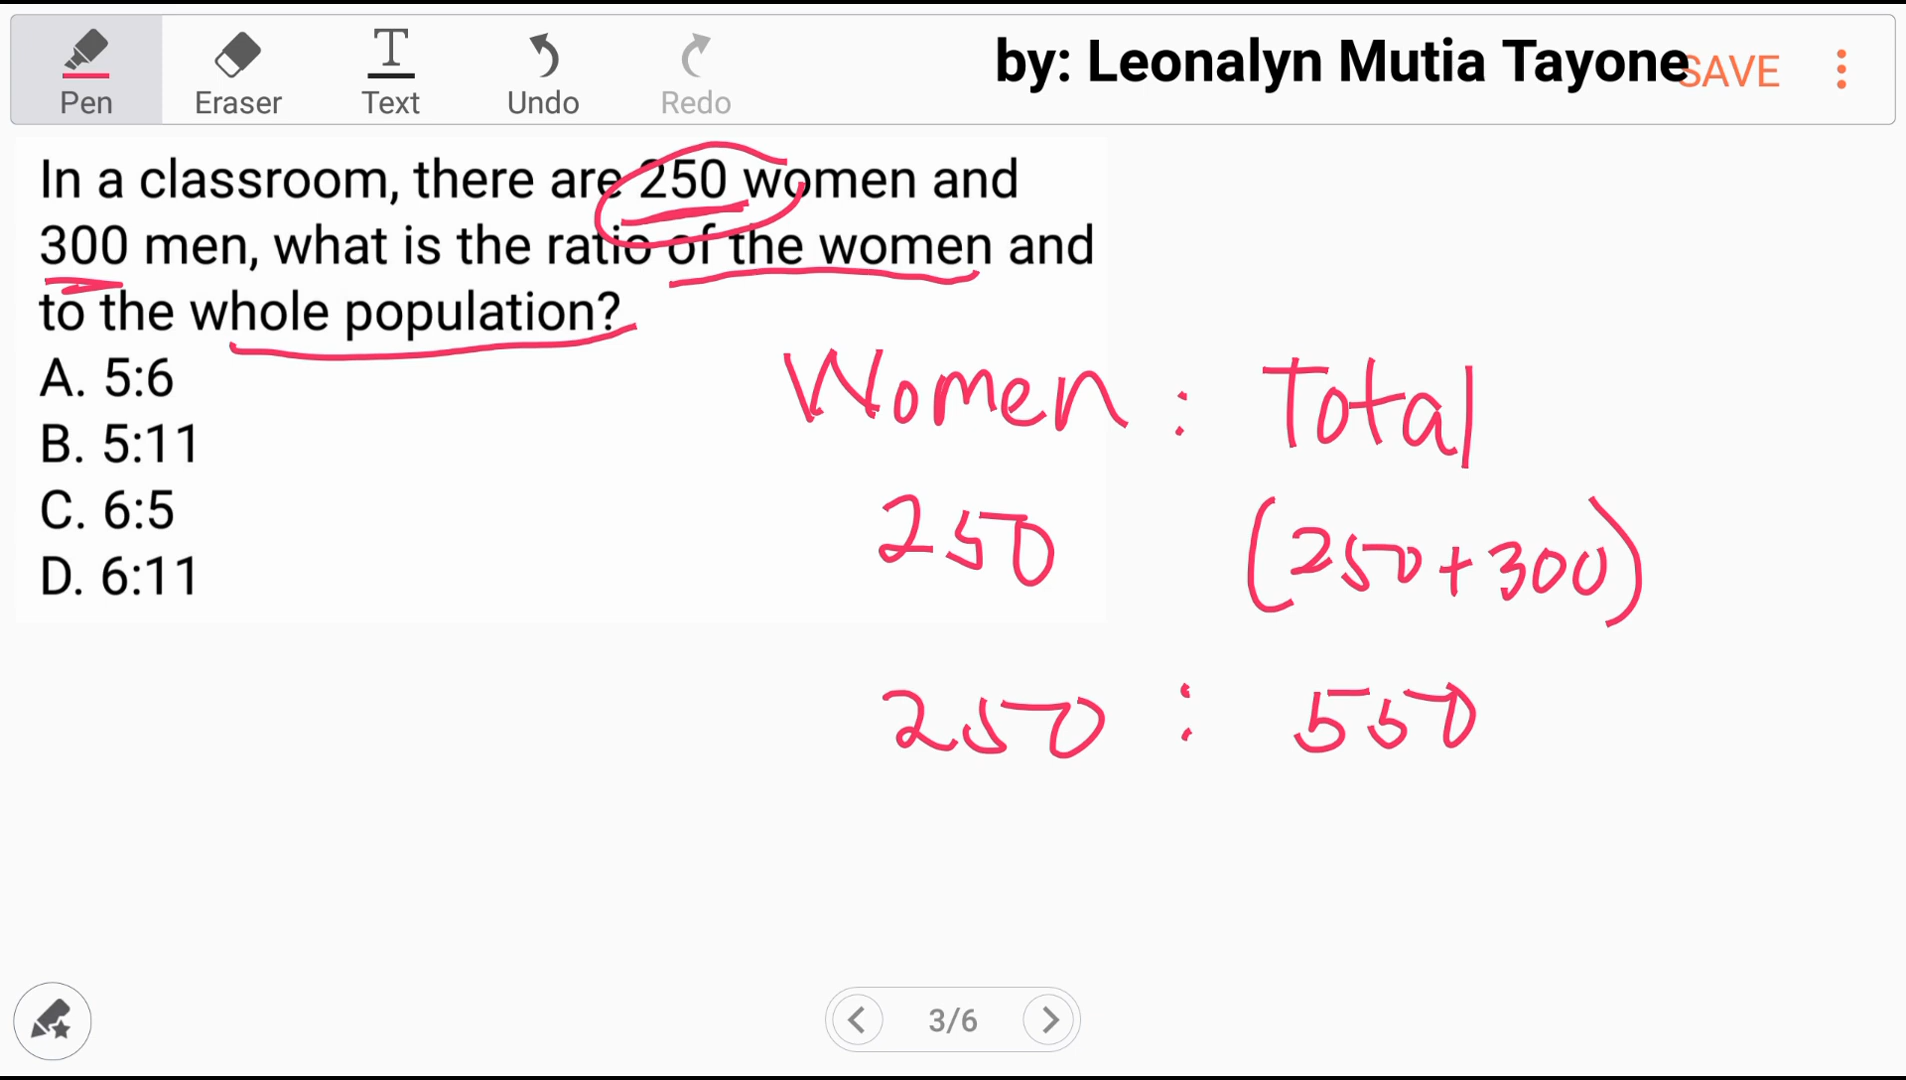 Pen Eraser Text Undo Redo by: Leonalyn Mutia Tayone SAVE
In a classroom, there are 250 women and
300 men, what is the ratio of the women and
to the whole population?
A. 5:6
B. 5:11
C. 6:5
D. 6:11
Women : Total
250 (250+300)
250 : 550
3/6